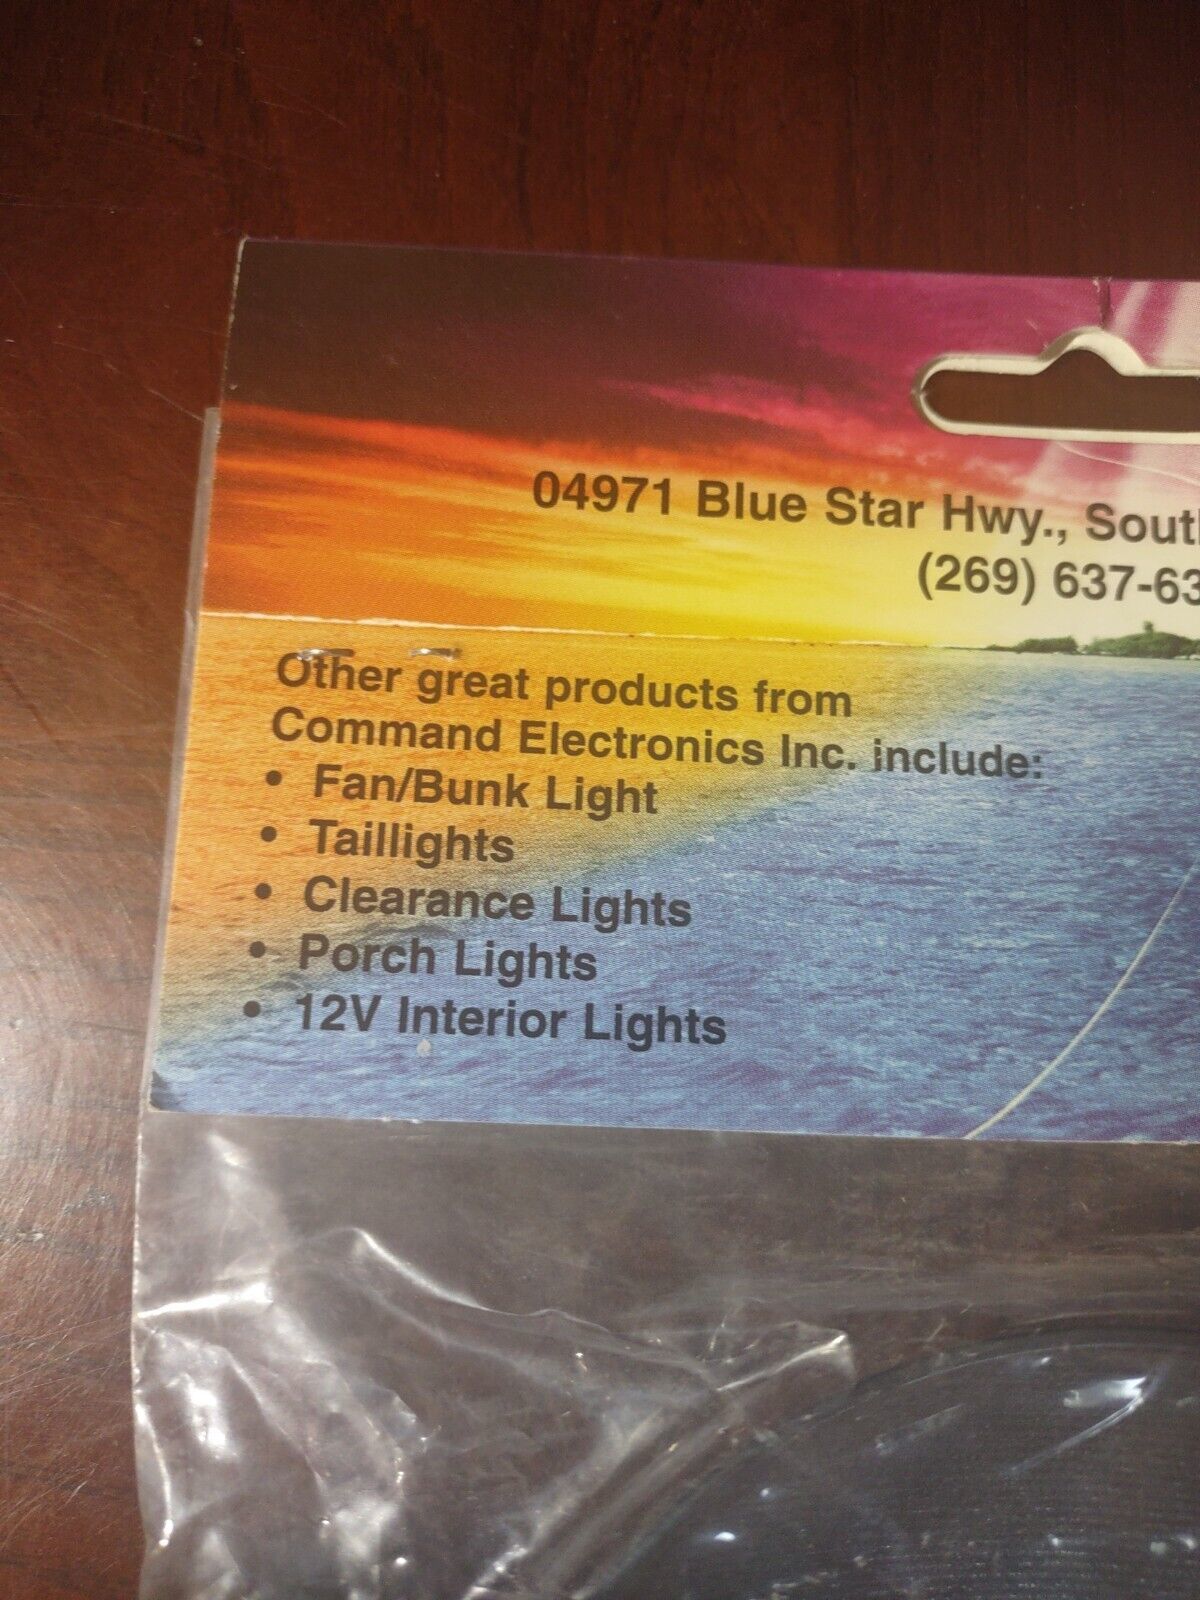 04971 Blue Star Hwy., South
(269) 637-63
Other great products from
Command Electronics Inc. include:
• Fan/Bunk Light
• Taillights
• Clearance Lights
• Porch Lights
• 12V Interior Lights